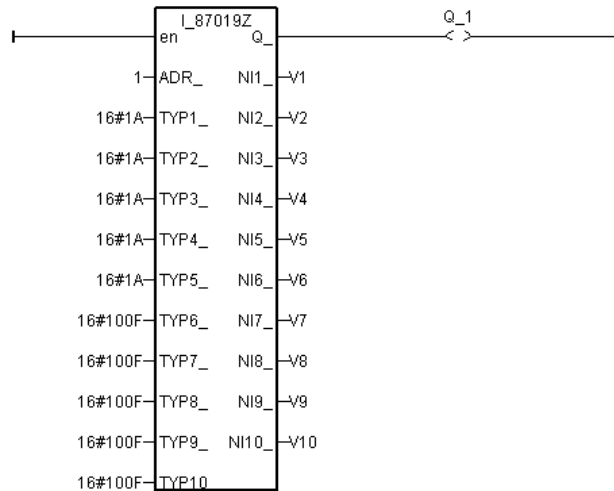 I_87019Z
Q_1
en Q_
1 ADR_ NI1_ V1
16#1A TYP1_ NI2_ V2
16#1A TYP2_ NI3_ V3
16#1A TYP3_ NI4_ V4
16#1A TYP4_ NI5_ V5
16#1A TYP5_ NI6_ V6
16#100F TYP6_ NI7_ V7
16#100F TYP7_ NI8_ V8
16#100F TYP8_ NI9_ V9
16#100F TYP9_ NI10_ V10
16#100F TYP10